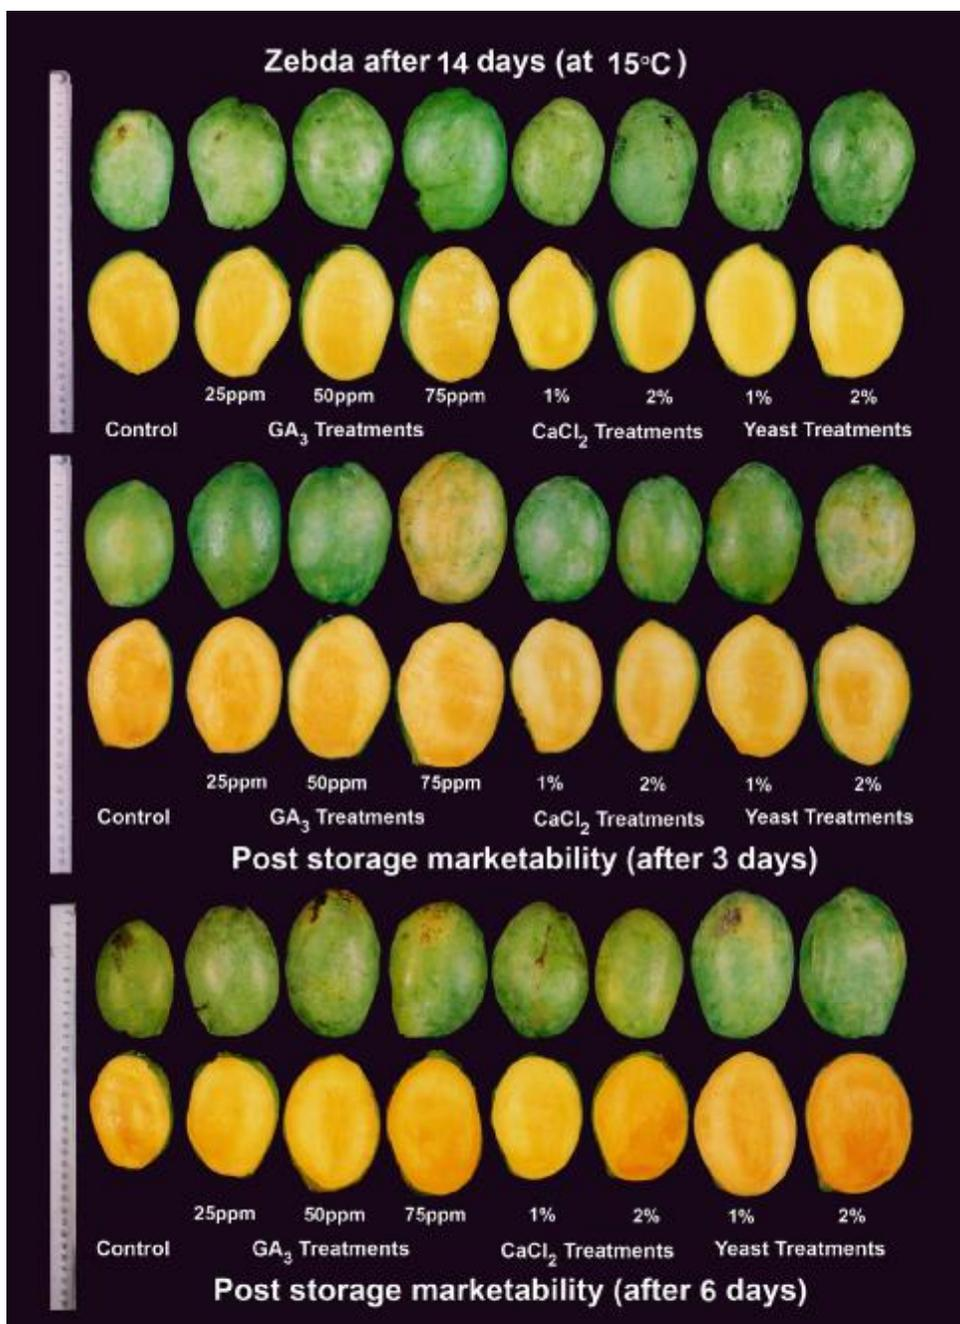 Zebda after 14 days (at 15°C)
25ppm 50ppm 75ppm 1% 2% 1% 2%
Control GA₃ Treatments CaCl₂ Treatments Yeast Treatments
25ppm 50ppm 75ppm 1% 2% 1% 2%
Control GA₃ Treatments CaCl₂ Treatments Yeast Treatments
Post storage marketability (after 3 days)
25ppm 50ppm 75ppm 1% 2% 1% 2%
Control GA₃ Treatments CaCl₂ Treatments Yeast Treatments
Post storage marketability (after 6 days)